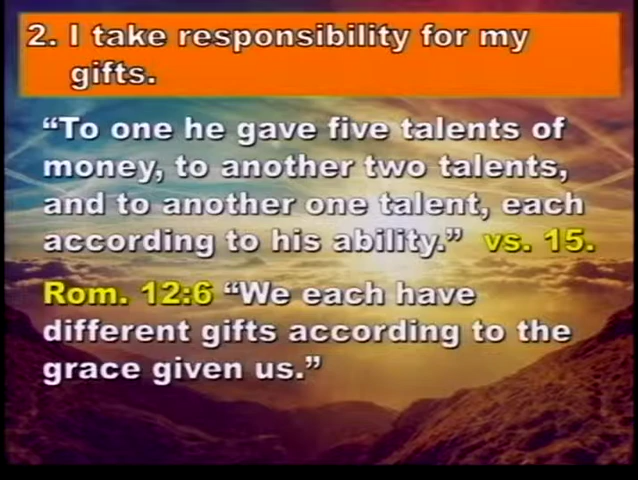 2. I take responsibility for my
gifts.
“To one he gave five talents of
money, to another two talents,
and to another one talent, each
according to his ability.” vs. 15.
Rom. 12:6 “We each have
different gifts according to the
grace given us.”